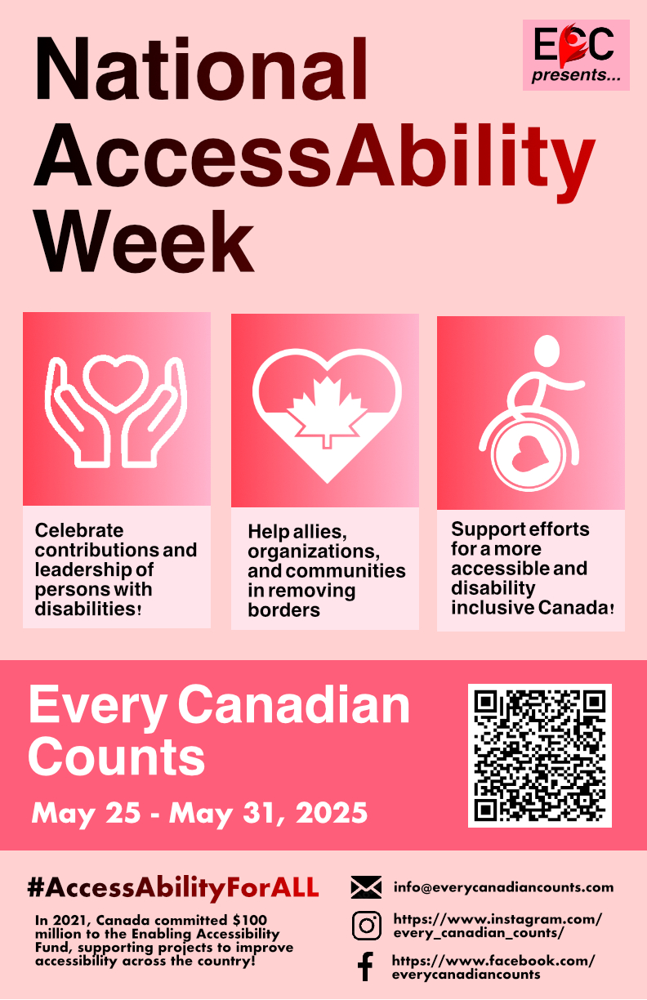 National
AccessAbility
Week
ECC
presents...
Celebrate
contributions and
leadership of
persons with
disabilities!
Help allies,
organizations,
and communities
in removing
borders
Support efforts
for a more
accessible and
disability
inclusive Canada!
Every Canadian
Counts
May 25 - May 31, 2025
#AccessAbilityForALL
In 2021, Canada committed $100
million to the Enabling Accessibility
Fund, supporting projects to improve
accessibility across the country!
info@everycanadiancounts.com
https://www.instagram.com/
every_canadian_counts/
https://www.facebook.com/
everycanadiancounts